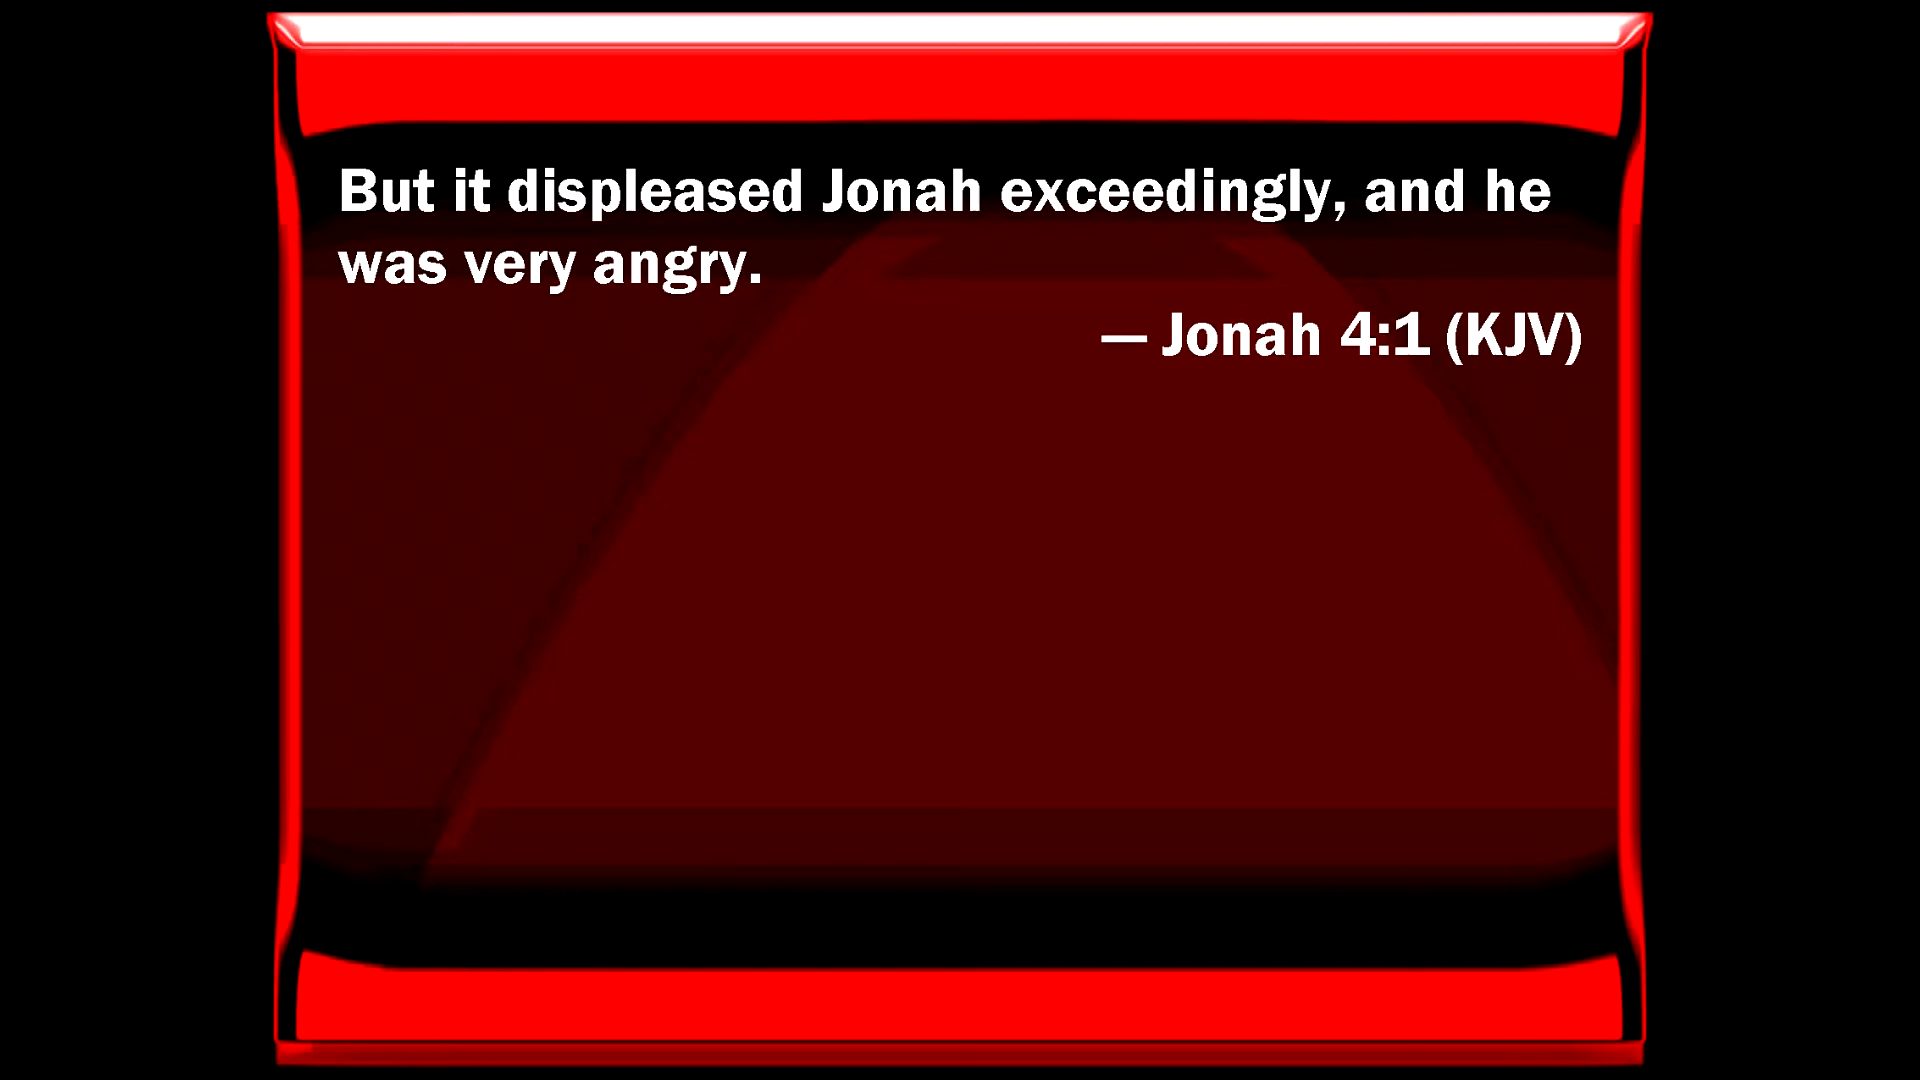 But it displeased Jonah exceedingly, and he
was very angry.
— Jonah 4:1 (KJV)